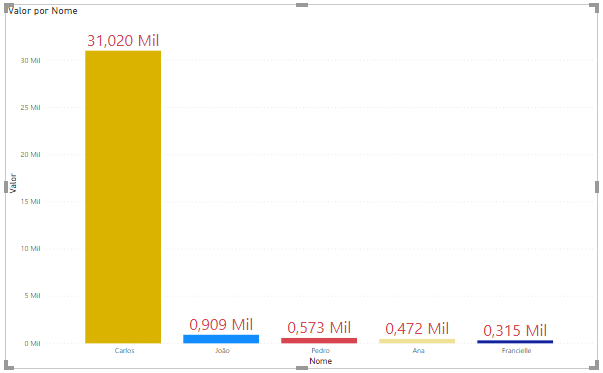 Valor por Nome
31,020 Mil
30 Mil
25 Mil
20 Mil
15 Mil
10 Mil
5 Mil
0 Mil
Valor
0,909 Mil
0,573 Mil
0,472 Mil
0,315 Mil
Carlos
João
Pedro
Ana
Francielle
Nome